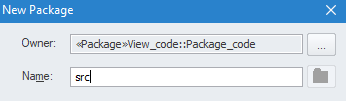 New Package
Owner: «Package»View_code::Package_code ...
Name: src